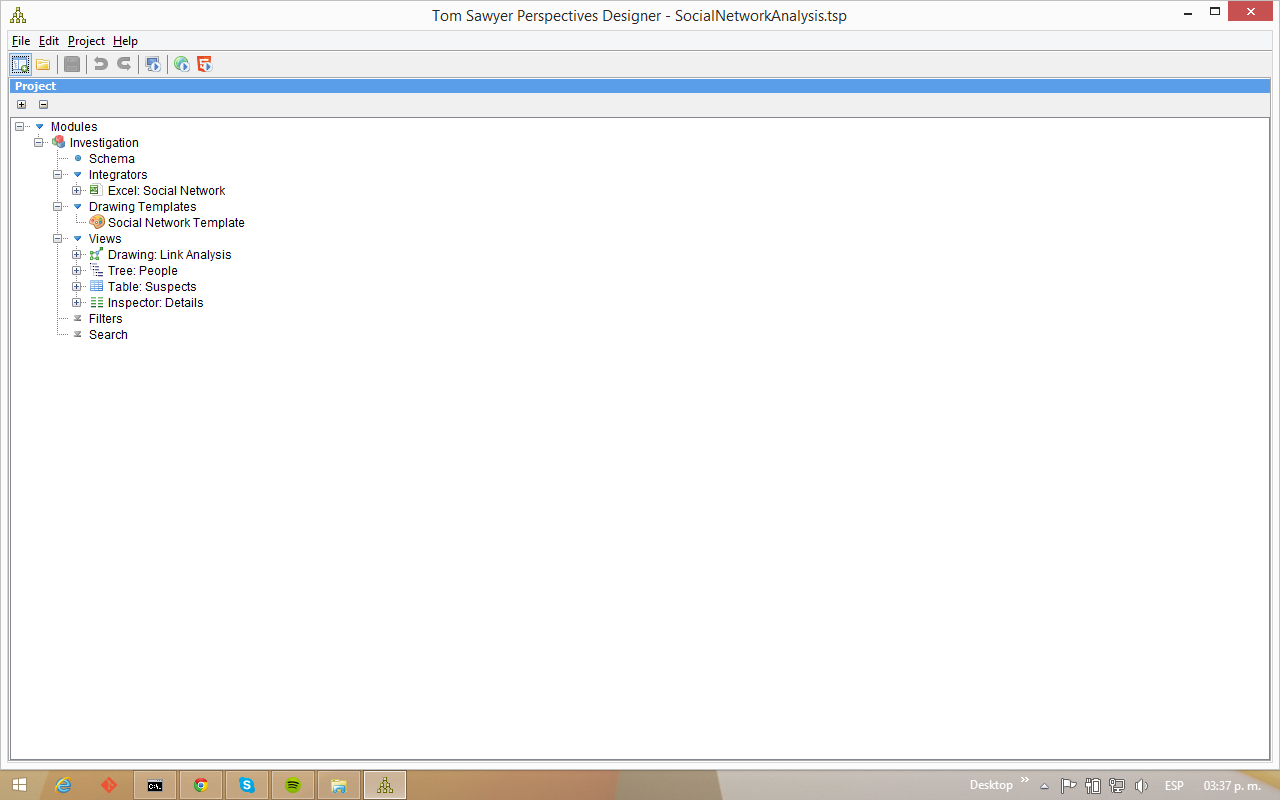 Tom Sawyer Perspectives Designer - SocialNetworkAnalysis.tsp
File Edit Project Help
Project
Modules
Investigation
Schema
Integrators
Excel: Social Network
Drawing Templates
Social Network Template
Views
Drawing: Link Analysis
Tree: People
Table: Suspects
Inspector: Details
Filters
Search
C:\.
Desktop » ESP 03:37 p. m.